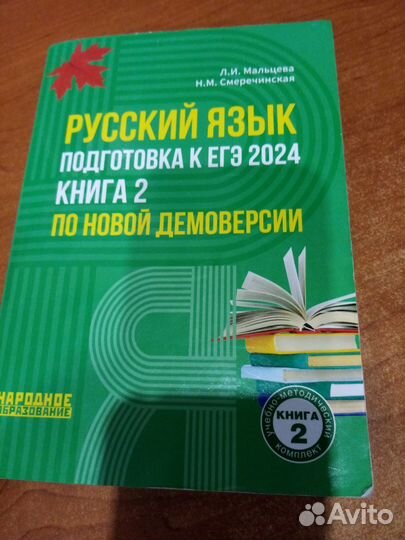 Л.И. Мальцева
Н.М. Смеречинская
РУССКИЙ ЯЗЫК
ПОДГОТОВКА К ЕГЭ 2024
КНИГА 2
ПО НОВОЙ ДЕМОВЕРСИИ
НАРОДНОЕ
ОБРАЗОВАНИЕ
УЧЕБНО-МЕТОДИЧЕСКИЙ
КНИГА
2
КОМПЛЕКТ
Avito